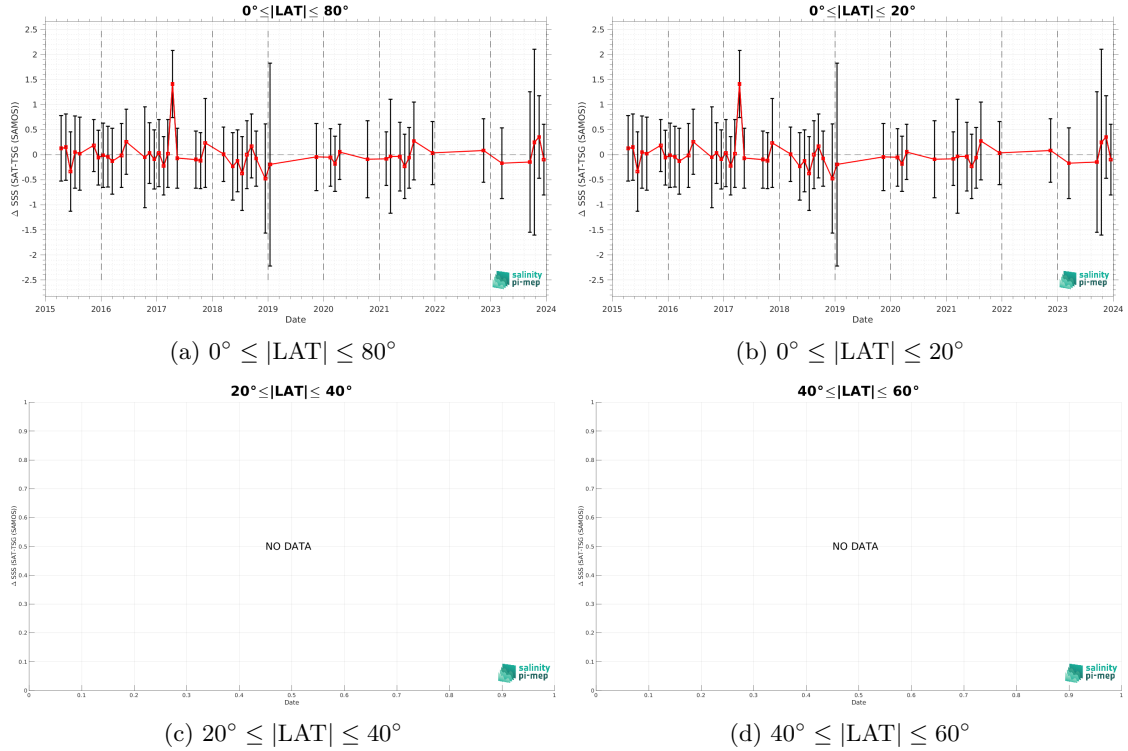 0°≤|LAT|≤ 80°
2.5
2
1.5
1
0.5
0
-0.5
-1
-1.5
-2
-2.5
Δ SSS (SAT-TSG (SAMOS))
salinity
pi-mep
2015 2016 2017 2018 2019 2020 2021 2022 2023 2024
Date
(a) 0° ≤ |LAT| ≤ 80°
0°≤|LAT|≤ 20°
2.5
2
1.5
1
0.5
0
-0.5
-1
-1.5
-2
-2.5
Δ SSS (SAT-TSG (SAMOS))
salinity
pi-mep
2015 2016 2017 2018 2019 2020 2021 2022 2023 2024
Date
(b) 0° ≤ |LAT| ≤ 20°
20°≤|LAT|≤ 40°
1
0.9
0.8
0.7
0.6
0.5
0.4
0.3
0.2
0.1
0
Δ SSS (SAT-TSG (SAMOS))
NO DATA
salinity
pi-mep
0 0.1 0.2 0.3 0.4 0.5 0.6 0.7 0.8 0.9 1
Date
(c) 20° ≤ |LAT| ≤ 40°
40°≤|LAT|≤ 60°
1
0.9
0.8
0.7
0.6
0.5
0.4
0.3
0.2
0.1
0
Δ SSS (SAT-TSG (SAMOS))
NO DATA
salinity
pi-mep
0 0.1 0.2 0.3 0.4 0.5 0.6 0.7 0.8 0.9 1
Date
(d) 40° ≤ |LAT| ≤ 60°